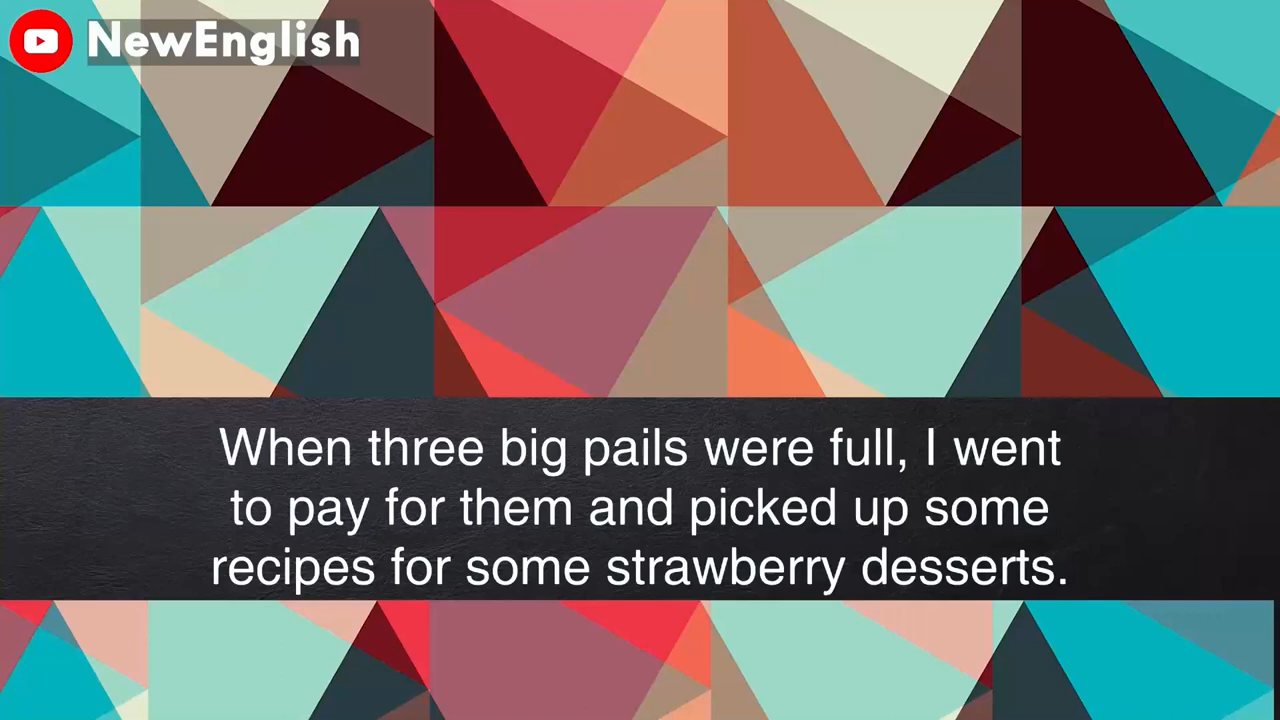 NewEnglish
When three big pails were full, I went
to pay for them and picked up some
recipes for some strawberry desserts.